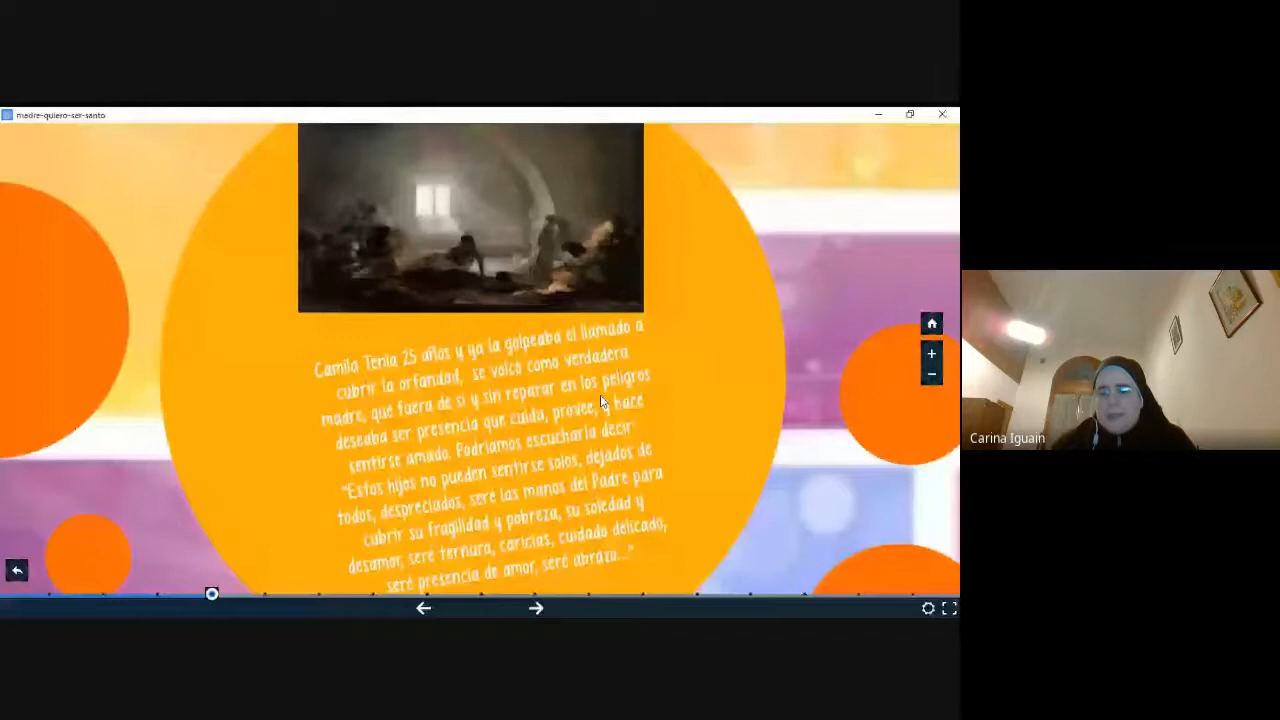 madre-quiero-ser-santo
Camila Tenia 25 años y ya la golpeaba el llamado a
cubrir la orfandad, se volcó como verdadera
madre, que fuera de si y sin reparar en los peligros
deseaba ser presencia que cuida, provee, y hace
sentirse amado. Podríamos escucharla decir
"Estos hijos no pueden sentirse solos, dejados de
todos, despreciados, seré las manos del Padre para
cubrir su fragilidad y pobreza, su soledad y
desamor, seré ternura, caricias, cuidado delicado,
seré presencia de amor, seré abrazo..."
Carina Iguain